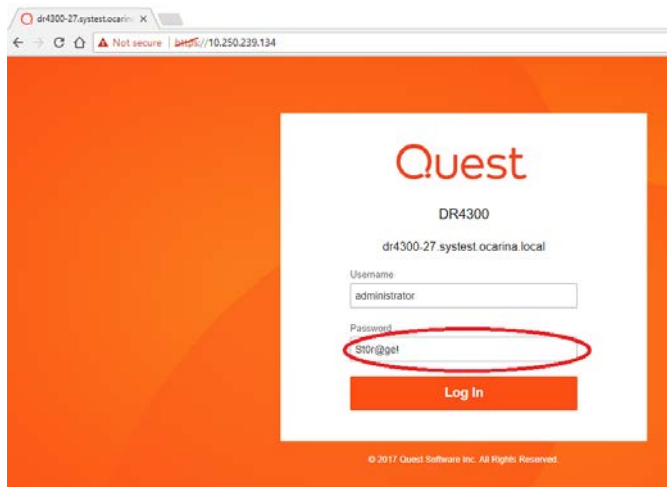 dr4300-27.systest.ocarin
Not secure | https://10.250.239.134
Quest
DR4300
dr4300-27.systest.ocarina.local
Username
administrator
Password
St0r@ge!
Log In
© 2017 Quest Software Inc. All Rights Reserved.